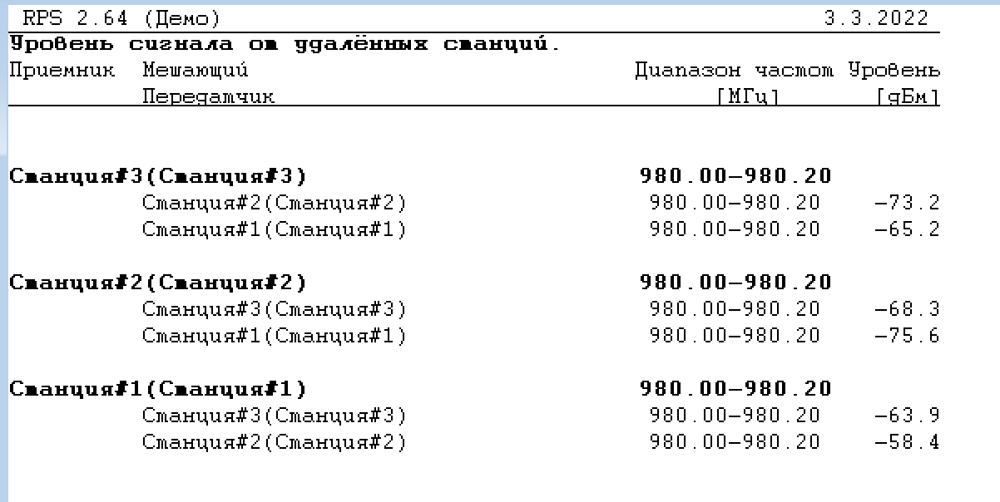 RPS 2.64 (Демо) 3.3.2022
Уровень сигнала от удалённых станций.
Приемник Мешающий Диапазон частот Уровень
Передатчик [МГц] [дБм]
Станция#3(Станция#3) 980.00-980.20
Станция#2(Станция#2) 980.00-980.20 -73.2
Станция#1(Станция#1) 980.00-980.20 -65.2
Станция#2(Станция#2) 980.00-980.20
Станция#3(Станция#3) 980.00-980.20 -68.3
Станция#1(Станция#1) 980.00-980.20 -75.6
Станция#1(Станция#1) 980.00-980.20
Станция#3(Станция#3) 980.00-980.20 -63.9
Станция#2(Станция#2) 980.00-980.20 -58.4